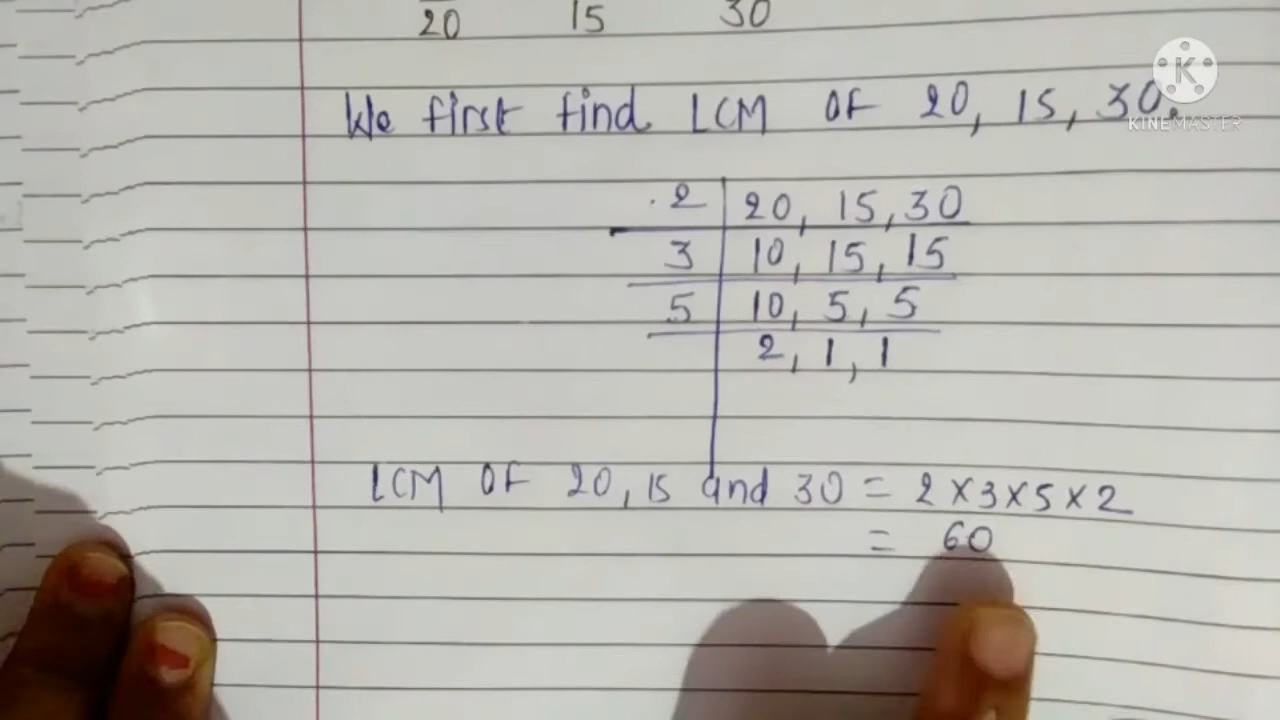 20 15 30
We first find LCM OF 20, 15, 30.
K
KINEMASTER
2 20, 15, 30
3 10, 15, 15
5 10, 5, 5
2, 1, 1
LCM OF 20, 15 and 30 = 2 × 3 × 5 × 2
= 60